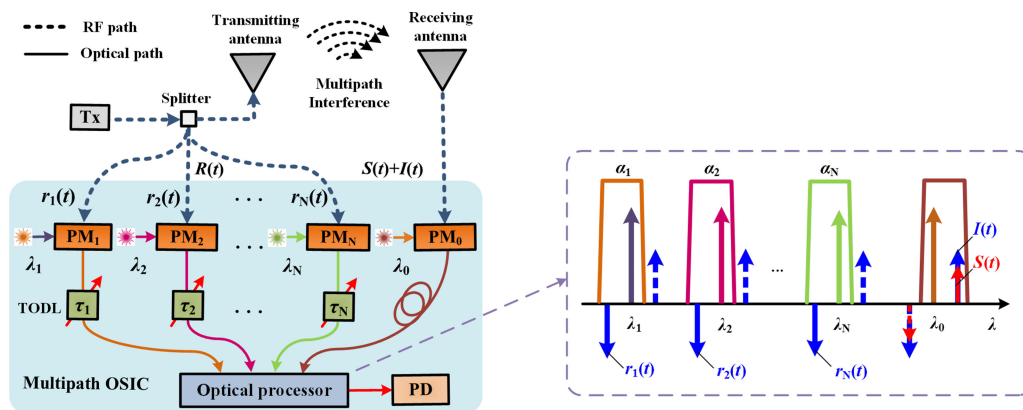 RF path
Optical path
Transmitting
antenna
Receiving
antenna
Multipath
Interference
Splitter
Tx
R(t)
S(t)+I(t)
r1(t)
r2(t)
. . .
rN(t)
PM1
PM2
. . .
PMN
PM0
λ1
λ2
λN
λ0
TODL
τ1
τ2
. . .
τN
Multipath OSIC
Optical processor
PD
α1
α2
αN
I(t)
S(t)
...
λ1
λ2
λN
λ0
λ
r1(t)
r2(t)
rN(t)